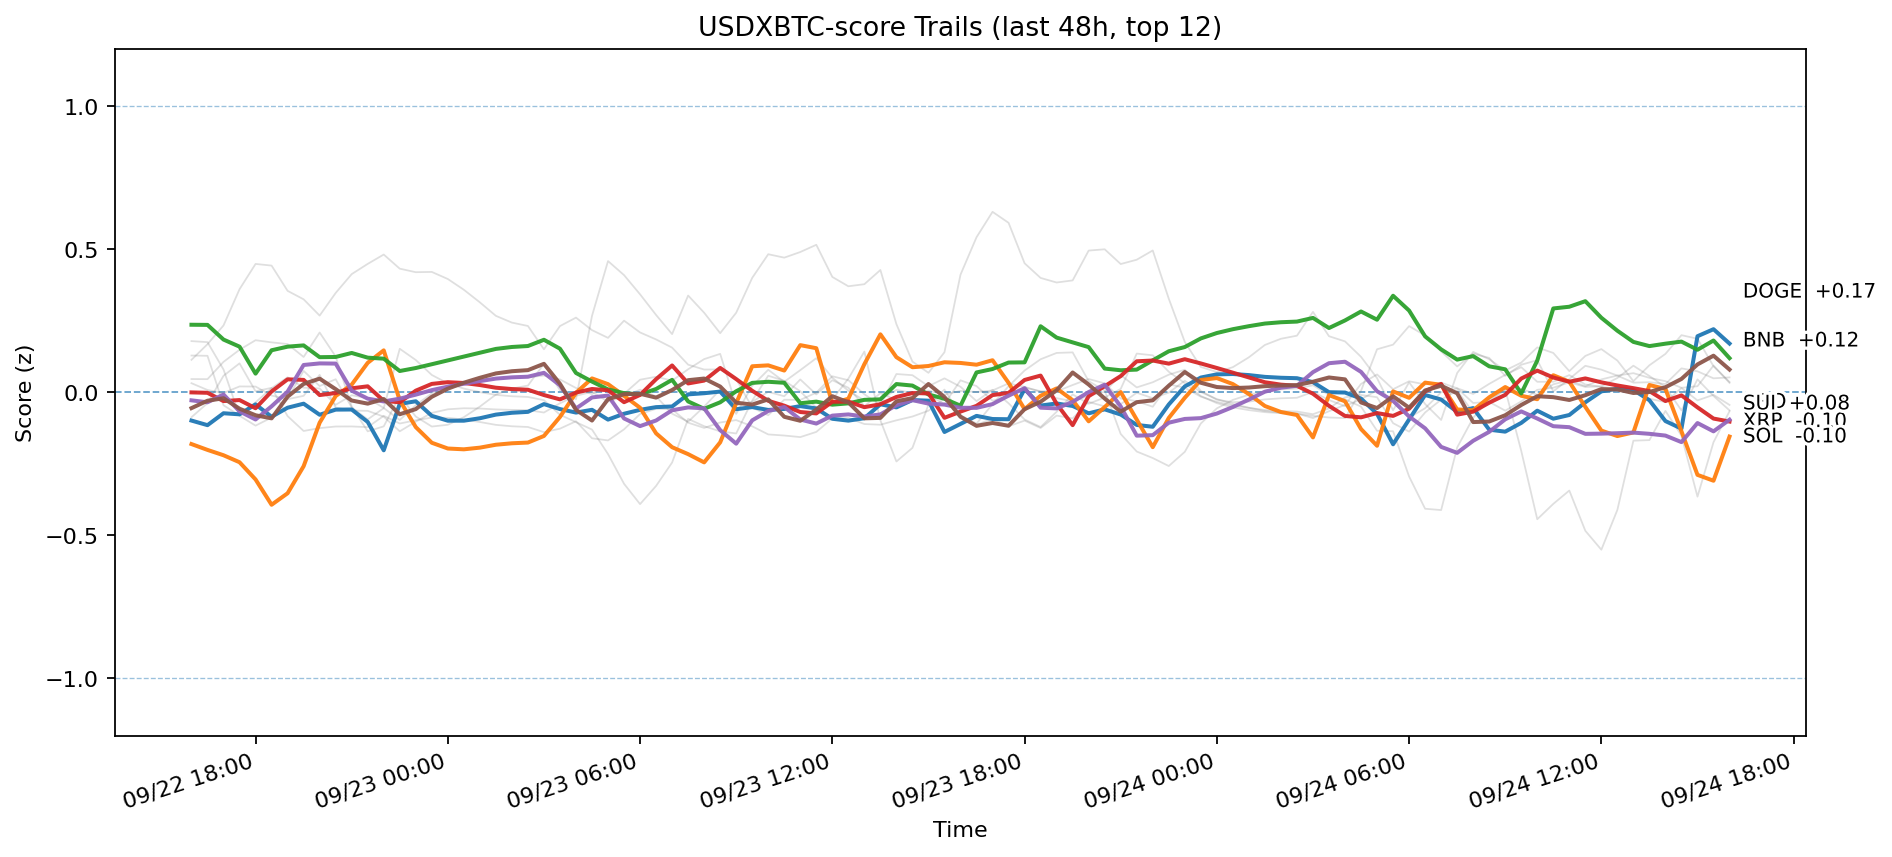 USDXBTC-score Trails (last 48h, top 12)
Score (z)
1.0
0.5
0.0
−0.5
−1.0
DOGE +0.17
BNB +0.12
+0.08
XRP -0.10
SOL -0.10
09/22 18:00
09/23 00:00
09/23 06:00
09/23 12:00
09/23 18:00
09/24 00:00
09/24 06:00
09/24 12:00
09/24 18:00
Time